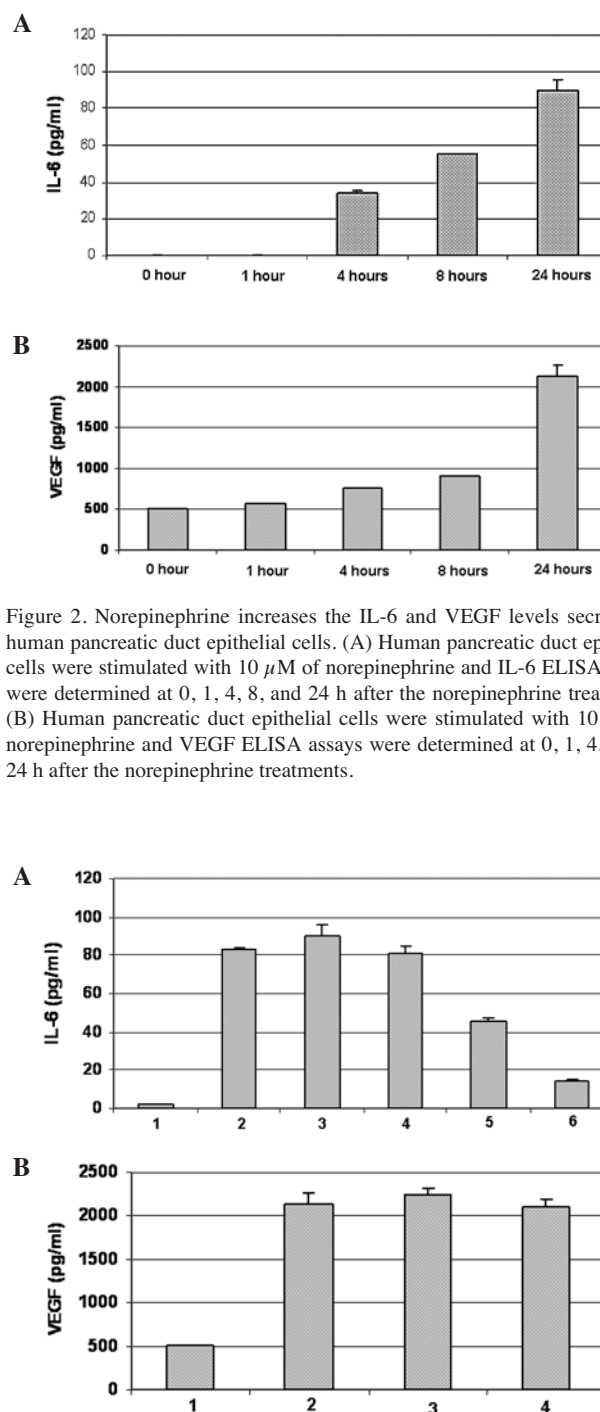 A
IL-6 (pg/ml)
120
100
80
60
40
20
0
0 hour 1 hour 4 hours 8 hours 24 hours
B
VEGF (pg/ml)
2500
2000
1500
1000
500
0
0 hour 1 hour 4 hours 8 hours 24 hours
Figure 2. Norepinephrine increases the IL-6 and VEGF levels secr
human pancreatic duct epithelial cells. (A) Human pancreatic duct ep
cells were stimulated with 10 µM of norepinephrine and IL-6 ELISA
were determined at 0, 1, 4, 8, and 24 h after the norepinephrine trea
(B) Human pancreatic duct epithelial cells were stimulated with 10
norepinephrine and VEGF ELISA assays were determined at 0, 1, 4,
24 h after the norepinephrine treatments.
A
IL-6 (pg/ml)
120
100
80
60
40
20
0
1 2 3 4 5 6
B
VEGF (pg/ml)
2500
2000
1500
1000
500
0
1 2 3 4